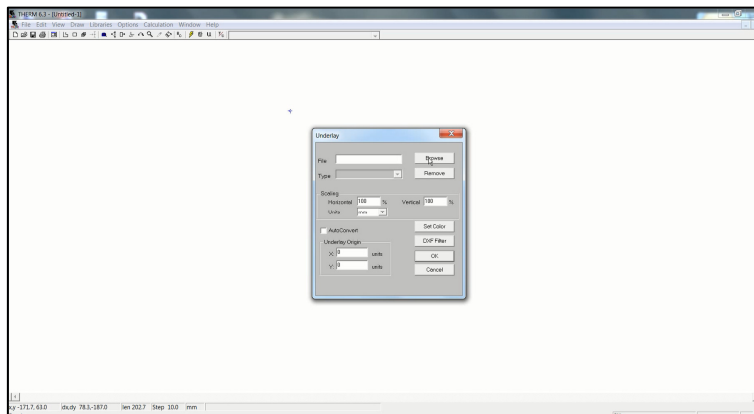 THERM 6.3 - [Untitled-1]
File Edit View Draw Libraries Options Calculation Window Help
Underlay
File
Browse
Type
Remove
Scaling
Horizontal 100 % Vertical 100 %
Units mm
AutoConvert
Set Color
Underlay Origin
DXF Filter
X: 0 units
OK
Y: 0 units
Cancel
x,y -171.7, 63.0 dx,dy 78.3,-187.0 len 202.7 Step 10.0 mm